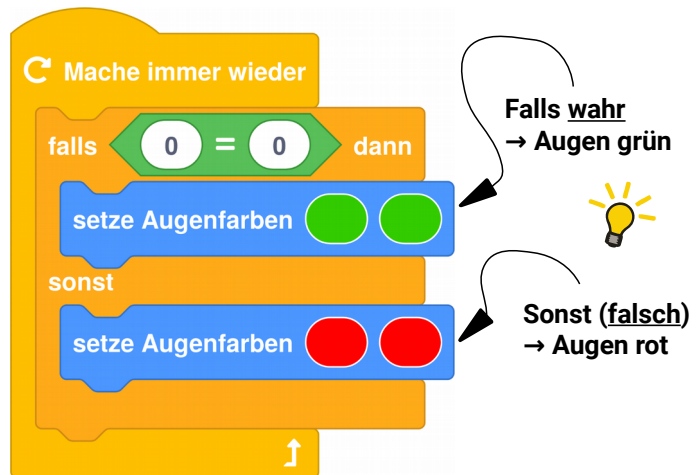 Mache immer wieder
falls 0 = 0 dann
setze Augenfarben
sonst
setze Augenfarben
Falls wahr
→ Augen grün
Sonst (falsch)
→ Augen rot